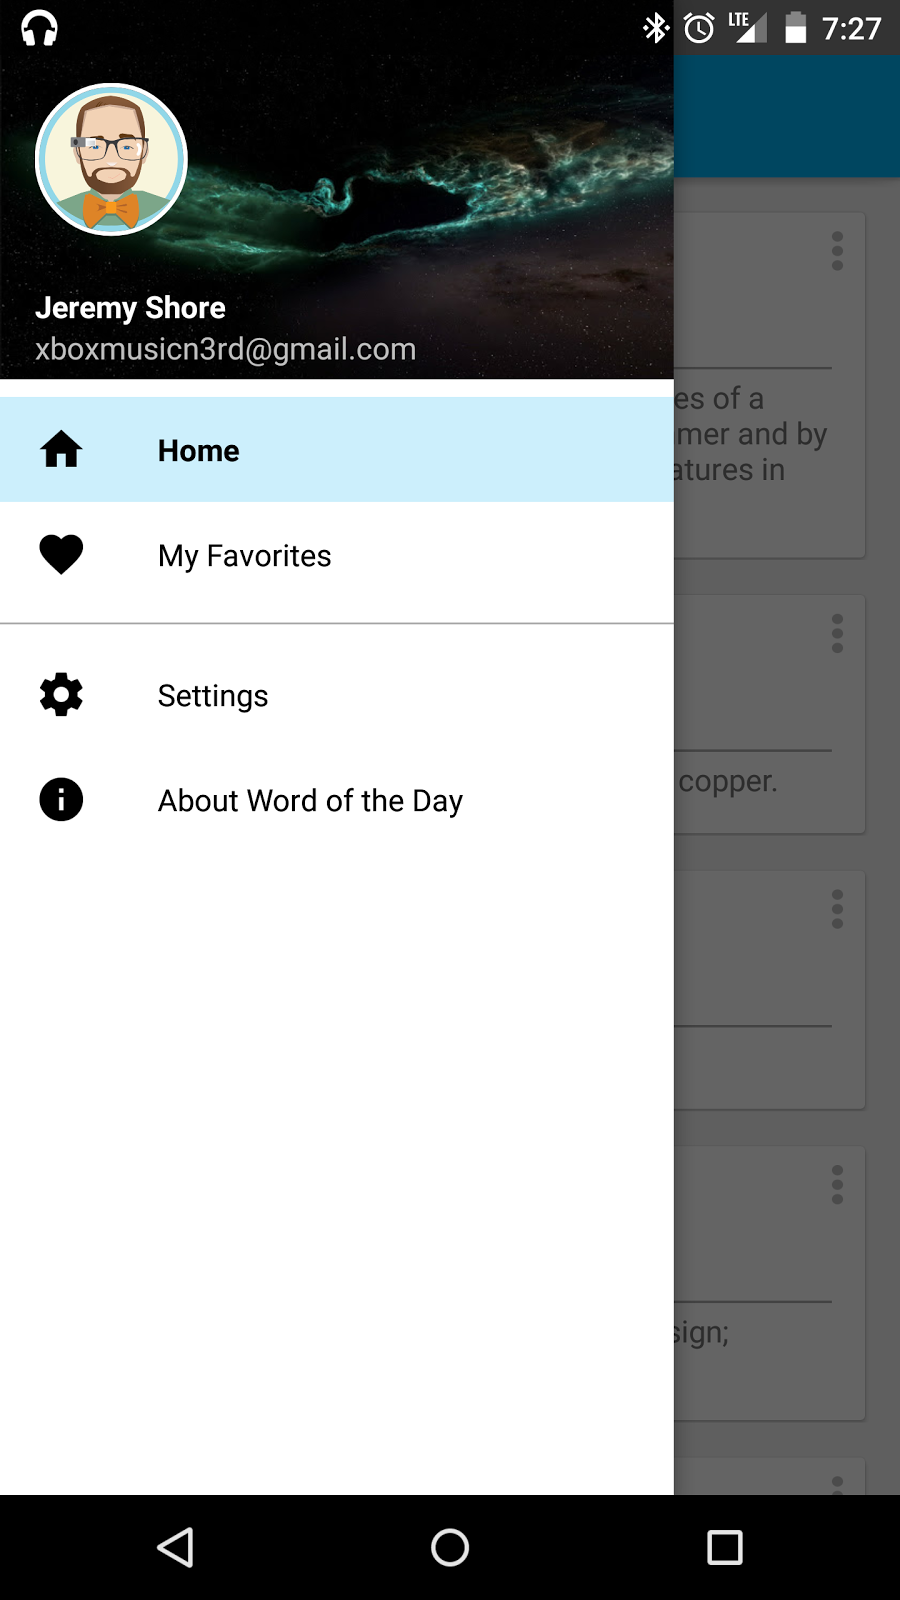 LTE 7:27
Jeremy Shore
xboxmusicn3rd@gmail.com
Home
My Favorites
Settings
About Word of the Day
es of a
mer and by
atures in
copper.
sign;